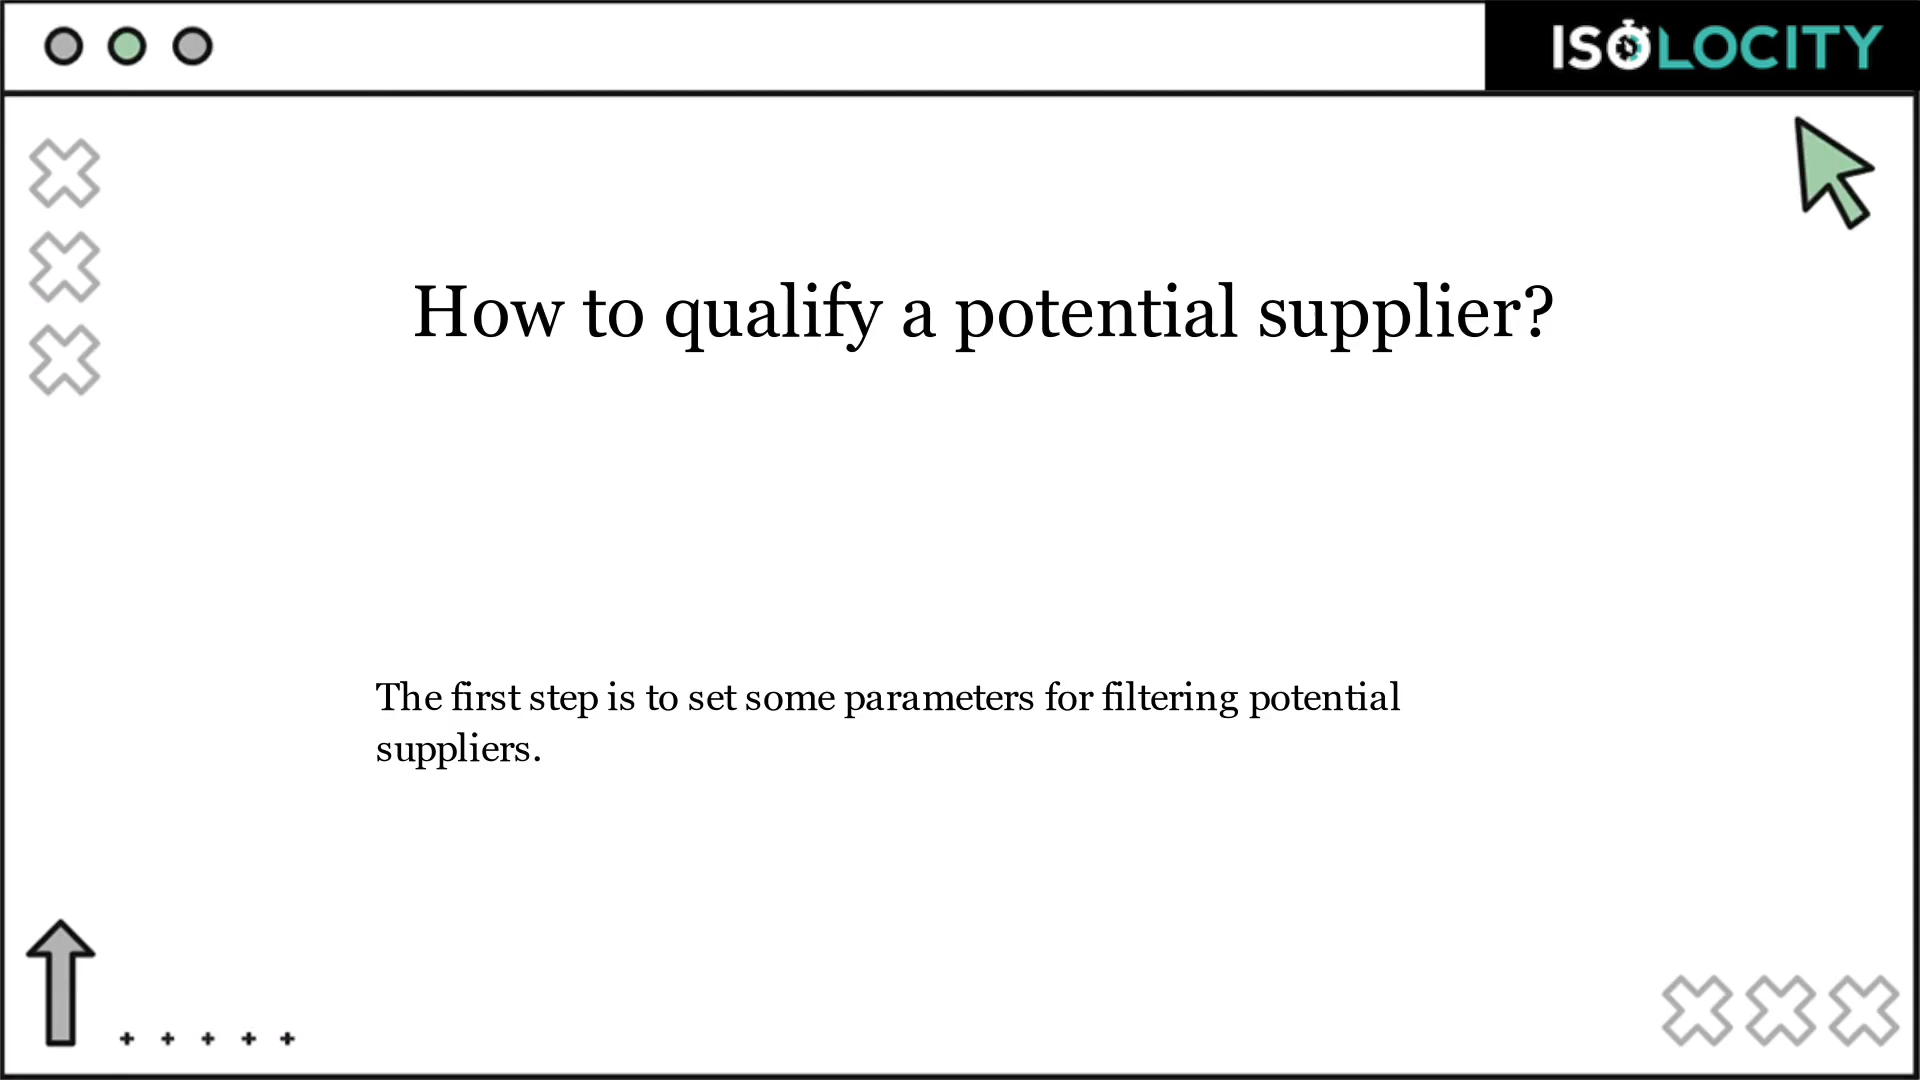 ISOLOCITY
How to qualify a potential supplier?
The first step is to set some parameters for filtering potential
suppliers.